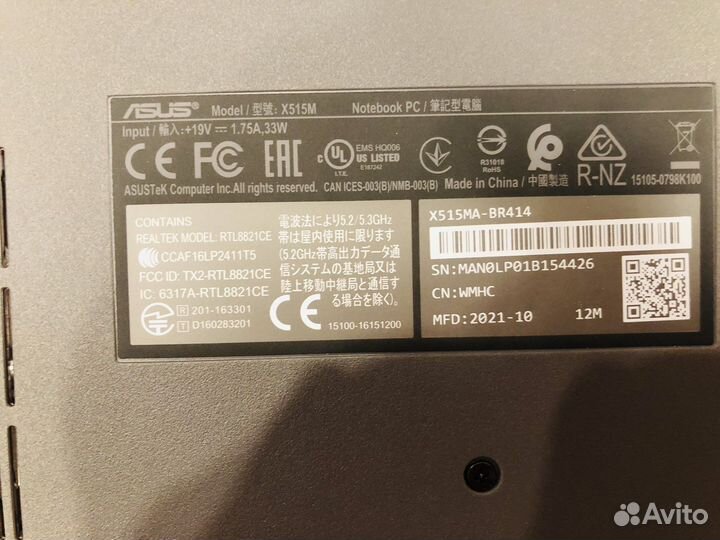 ASUS® Model / 型號: X515M Notebook PC / 筆記型電腦
Input / 輸入: +19V ⎓ 1.75A, 33W
CE FC EAC c UL US LISTED EMS HQ006 I.T.E. E187242 R31018 RoHS R-NZ 15105-0798K100
ASUSTek Computer Inc. All rights reserved. CAN ICES-003(B)/NMB-003(B) Made in China / 中國製造
CONTAINS
REALTEK MODEL: RTL8821CE
CCAF16LP2411T5
FCC ID: TX2-RTL8821CE
IC: 6317A-RTL8821CE
R 201-163301
T D160283201
電波法により5.2/5.3GHz
帯は屋内使用に限ります
(5.2GHz帯高出力データ通
信システムの基地局又は
陸上移動中継局と通信す
る場合を除く)。
CE 15100-16151200
X515MA-BR414
SN:MAN0LP01B154426
CN:WMHC
MFD:2021-10 12M
Avito